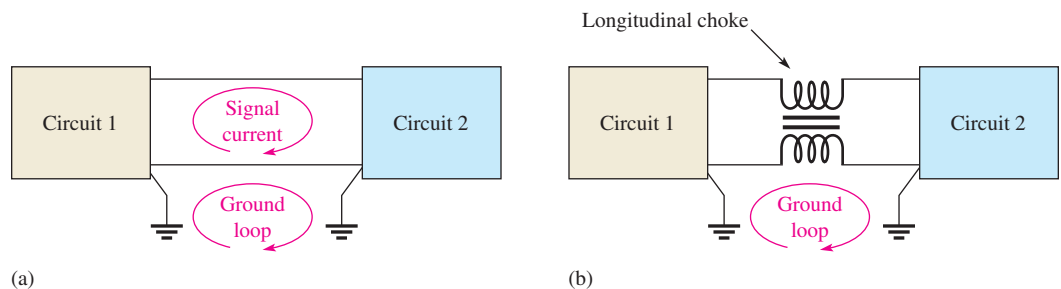 Longitudinal choke
Circuit 1
Signal
current
Circuit 2
Ground
loop
(a)
Circuit 1
Circuit 2
Ground
loop
(b)